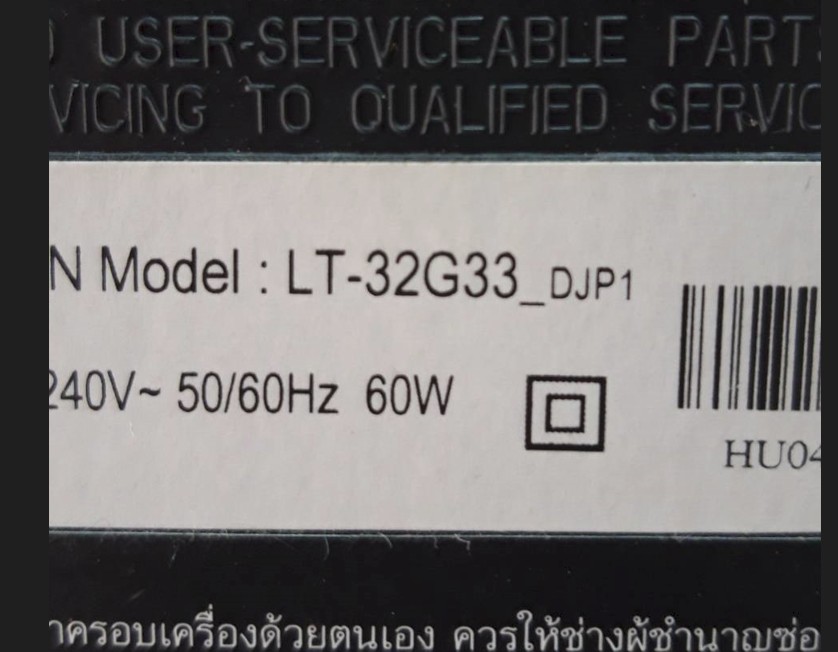 USER-SERVICEABLE PART
VICING TO QUALIFIED SERVIC
N Model : LT-32G33_DJP1
240V~ 50/60Hz 60W
HU04
าครอบเครื่องด้วยตนเอง ควรให้ช่างผู้ชำนาญซ่อ